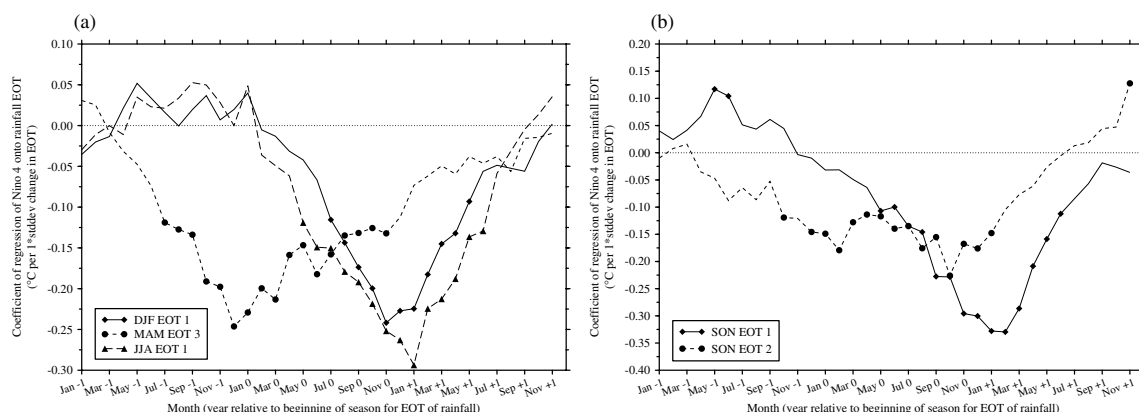 (a)
Coefficient of regression of Nino 4 onto rainfall EOT
(°C per 1*stddev change in EOT)
0.10
0.05
0.00
-0.05
-0.10
-0.15
-0.20
-0.25
-0.30
DJF EOT 1
MAM EOT 3
JJA EOT 1
Jan -1 Mar -1 May -1 Jul -1 Sep -1 Nov -1 Jan 0 Mar 0 May 0 Jul 0 Sep 0 Nov 0 Jan +1 Mar +1 May +1 Jul +1 Sep +1 Nov +1
Month (year relative to beginning of season for EOT of rainfall)
(b)
Coefficient of regression of Nino 4 onto rainfall EOT
(°C per 1*stddev change in EOT)
0.20
0.15
0.10
0.05
0.00
-0.05
-0.10
-0.15
-0.20
-0.25
-0.30
-0.35
-0.40
SON EOT 1
SON EOT 2
Jan -1 Mar -1 May -1 Jul -1 Sep -1 Nov -1 Jan 0 Mar 0 May 0 Jul 0 Sep 0 Nov 0 Jan +1 Mar +1 May +1 Jul +1 Sep +1 Nov +1
Month (year relative to beginning of season for EOT of rainfall)